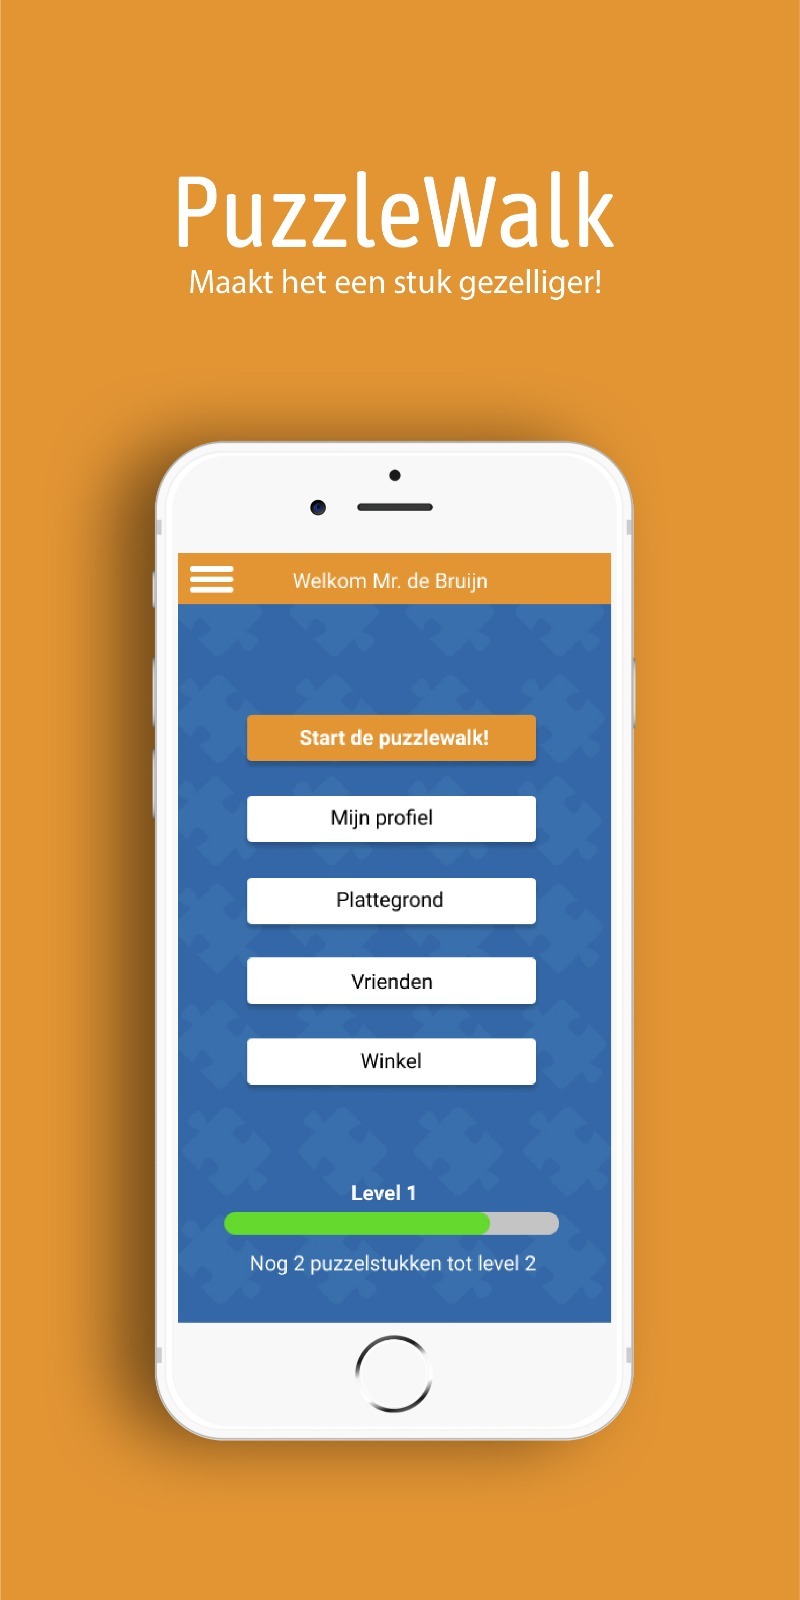 PuzzleWalk
Maakt het een stuk gezelliger!
Welkom Mr. de Bruijn
Start de puzzlewalk!
Mijn profiel
Plattegrond
Vrienden
Winkel
Level 1
Nog 2 puzzelstukken tot level 2